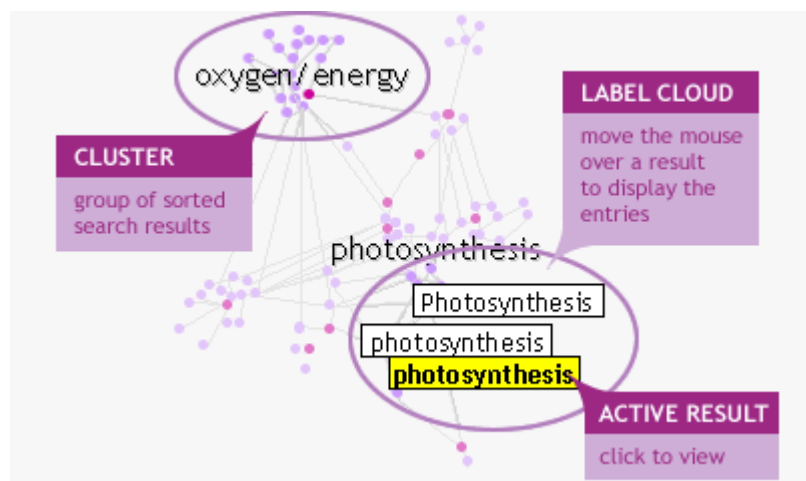 oxygen/energy
CLUSTER
group of sorted
search results
LABEL CLOUD
move the mouse
over a result
to display the
entries
photosynthesis
Photosynthesis
photosynthesis
photosynthesis
ACTIVE RESULT
click to view